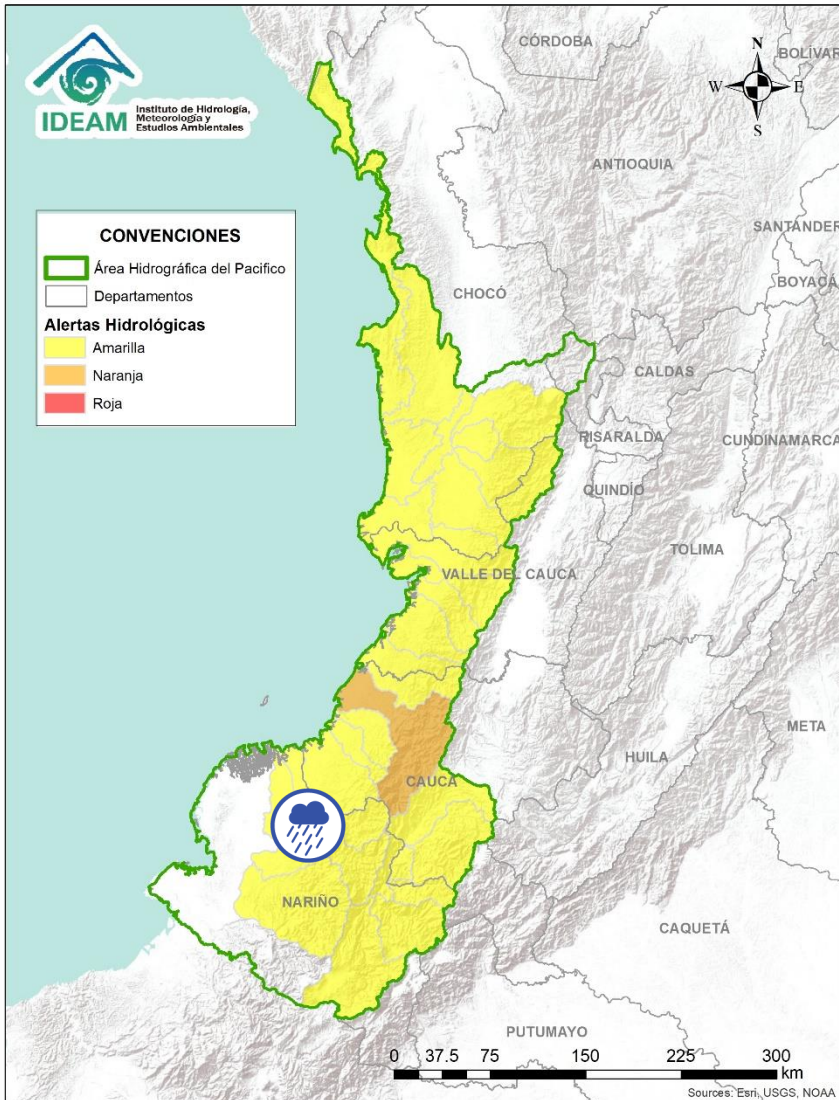 IDEAM
Instituto de Hidrología,
Meteorología y
Estudios Ambientales
CONVENCIONES
Área Hidrográfica del Pacifico
Departamentos
Alertas Hidrológicas
Amarilla
Naranja
Roja
N
W
E
S
CÓRDOBA
BOLÍVAR
ANTIOQUIA
SANTANDER
BOYACÁ
CHOCÓ
CALDAS
RISARALDA
CUNDINAMARCA
QUINDÍO
TOLIMA
VALLE DEL CAUCA
META
HUILA
CAUCA
NARIÑO
CAQUETÁ
PUTUMAYO
0 37.5 75 150 225 300
km
Sources: Esri, USGS, NOAA